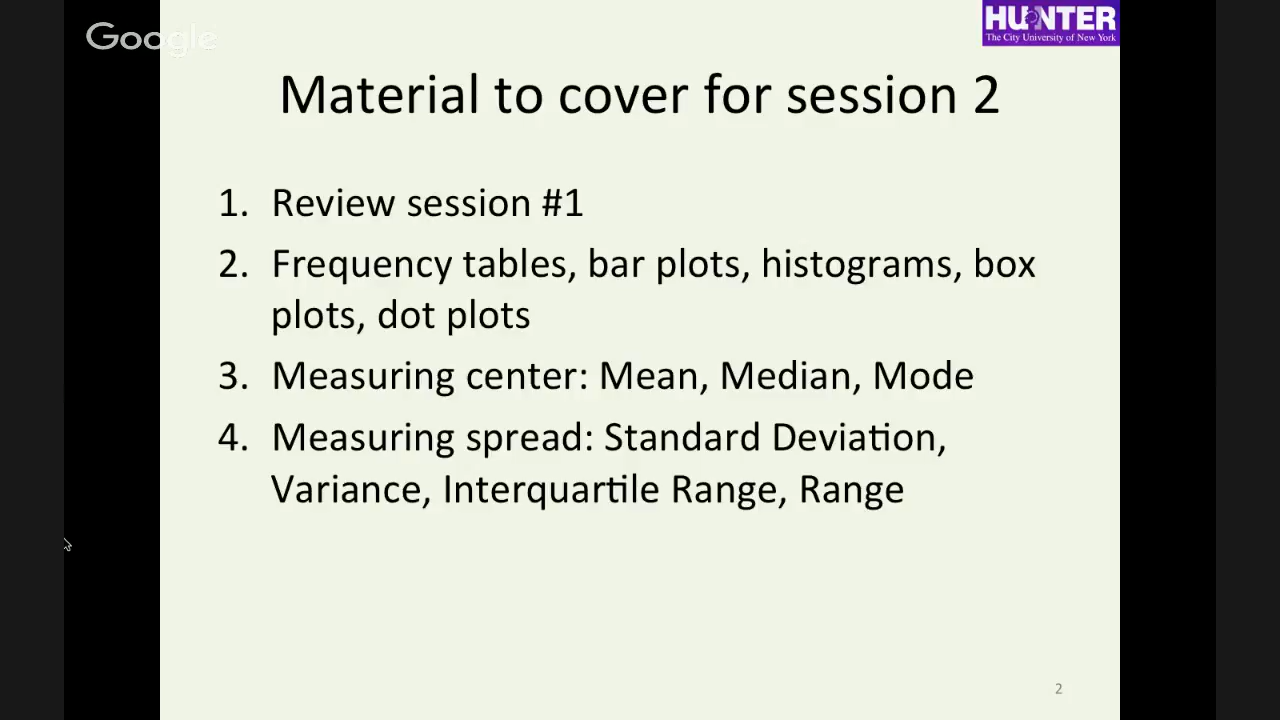 Google
HUNTER
The City University of New York
Material to cover for session 2
1. Review session #1
2. Frequency tables, bar plots, histograms, box
plots, dot plots
3. Measuring center: Mean, Median, Mode
4. Measuring spread: Standard Deviation,
Variance, Interquartile Range, Range
2